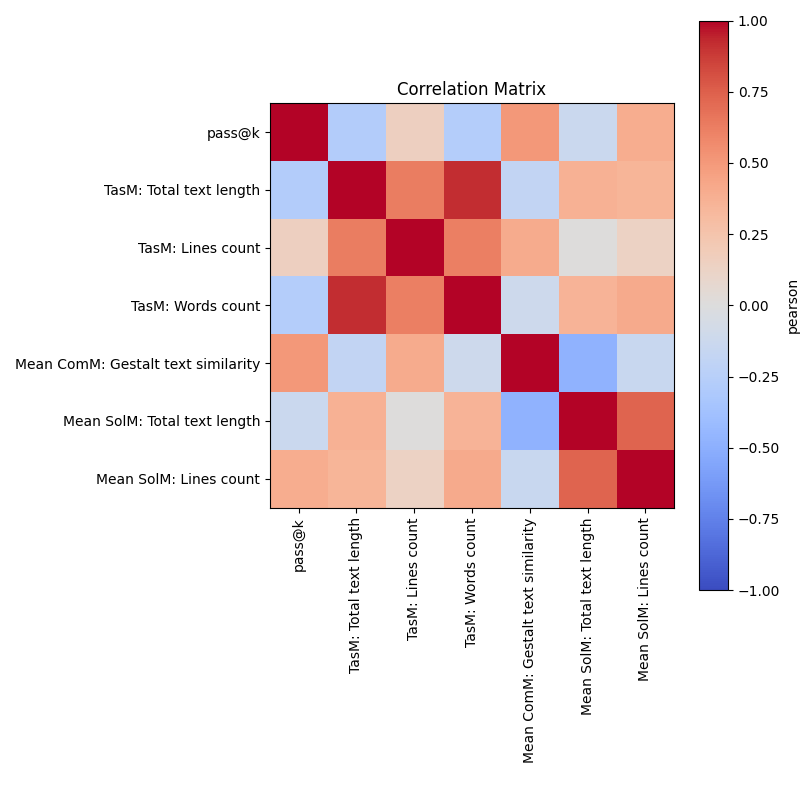 Correlation Matrix
pass@k
TasM: Total text length
TasM: Lines count
TasM: Words count
Mean ComM: Gestalt text similarity
Mean SolM: Total text length
Mean SolM: Lines count
pass@k
TasM: Total text length
TasM: Lines count
TasM: Words count
Mean ComM: Gestalt text similarity
Mean SolM: Total text length
Mean SolM: Lines count
1.00
0.75
0.50
0.25
0.00
−0.25
−0.50
−0.75
−1.00
pearson